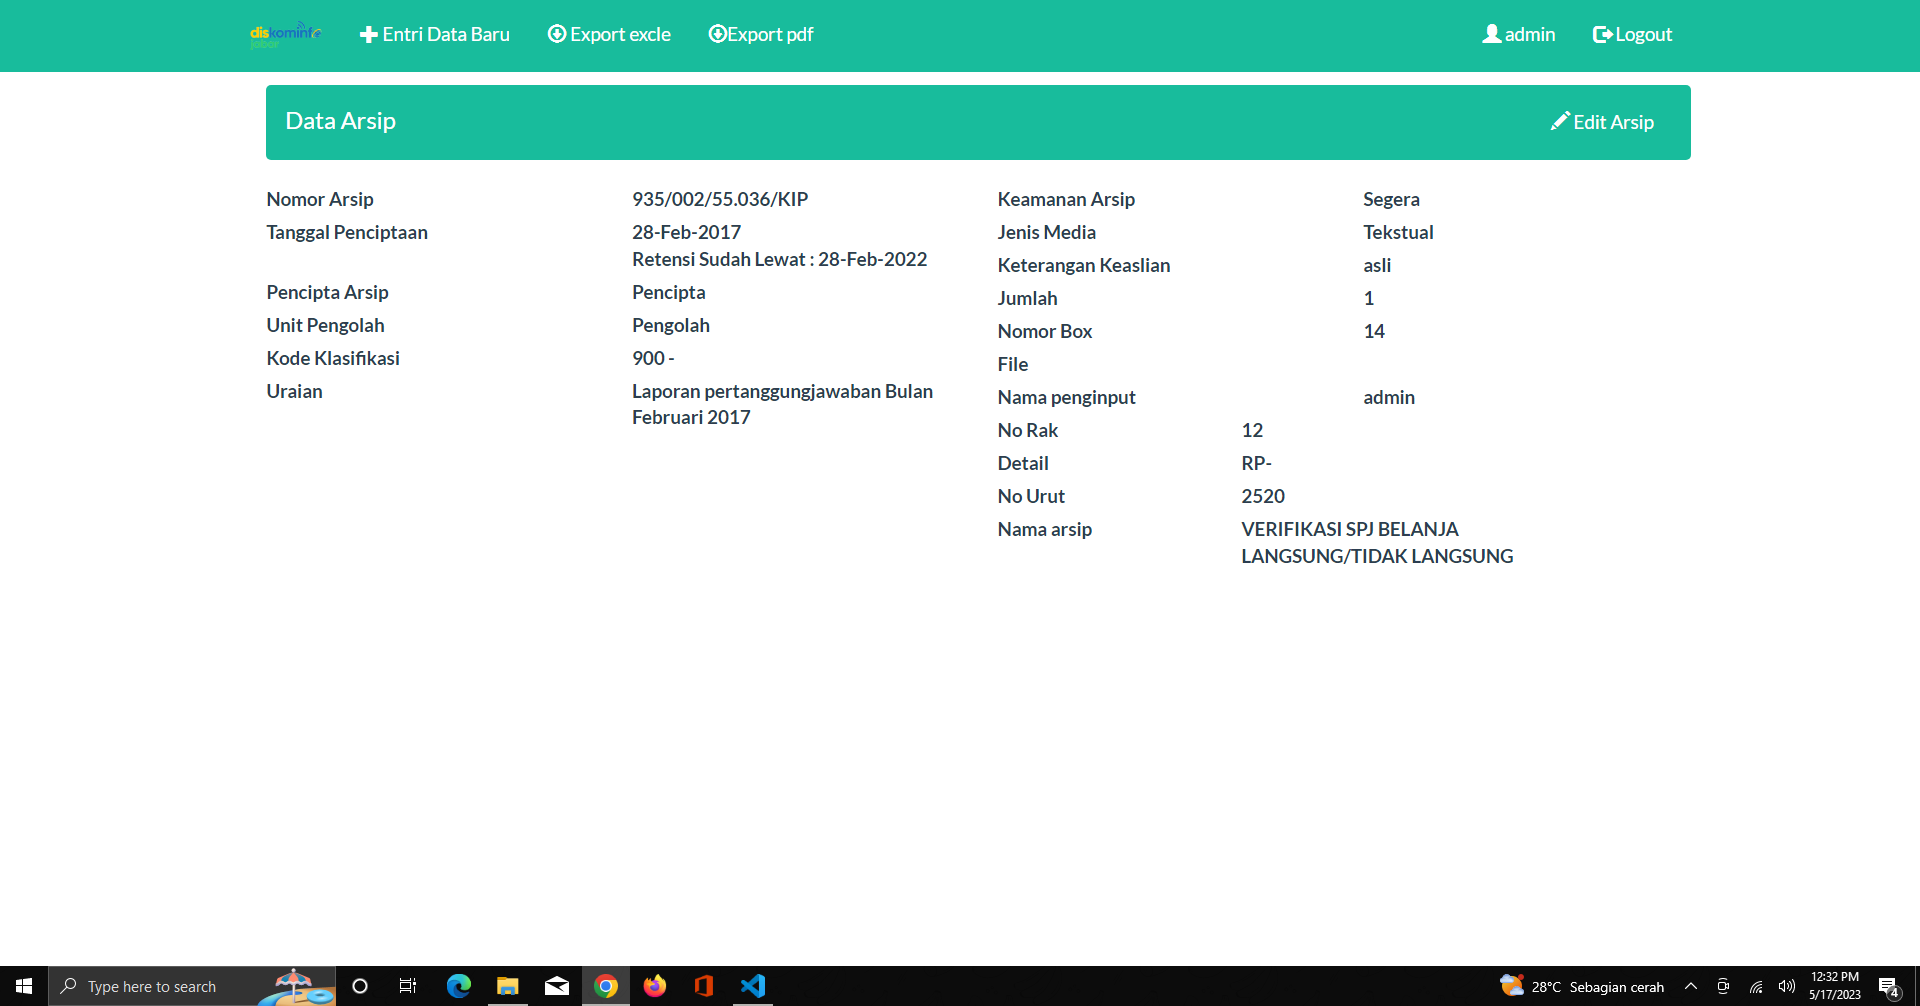 diskominfo
jabar
Entri Data Baru
Export excle
Export pdf
admin
Logout
Data Arsip
Edit Arsip
Nomor Arsip 935/002/55.036/KIP
Tanggal Penciptaan 28-Feb-2017
Retensi Sudah Lewat : 28-Feb-2022
Pencipta Arsip Pencipta
Unit Pengolah Pengolah
Kode Klasifikasi 900 -
Uraian Laporan pertanggungjawaban Bulan
Februari 2017
Keamanan Arsip Segera
Jenis Media Tekstual
Keterangan Keaslian asli
Jumlah 1
Nomor Box 14
File
Nama penginput admin
No Rak 12
Detail RP-
No Urut 2520
Nama arsip VERIFIKASI SPJ BELANJA
LANGSUNG/TIDAK LANGSUNG
Type here to search
28°C Sebagian cerah
12:32 PM
5/17/2023
4